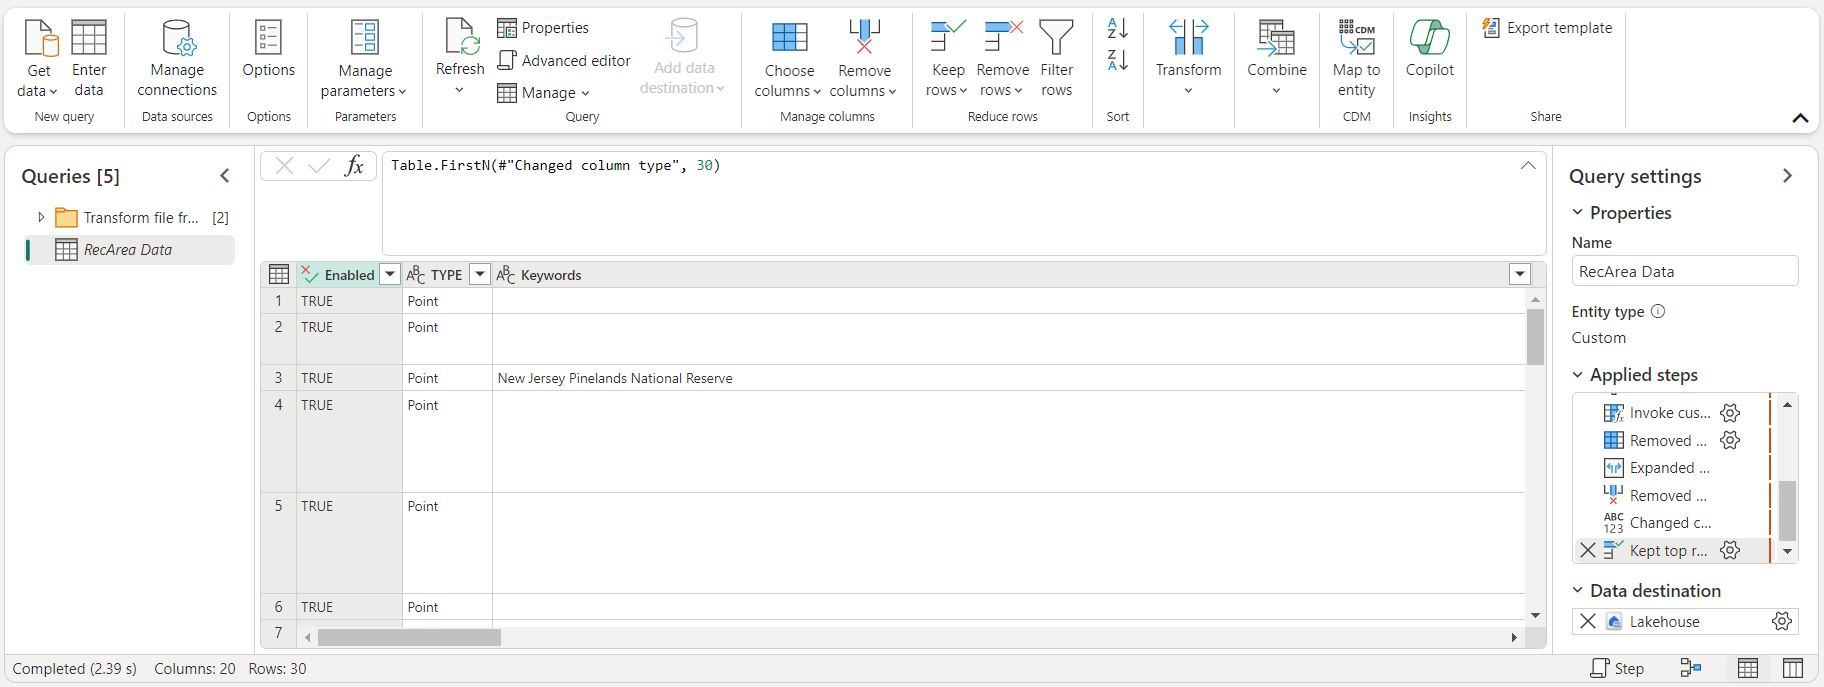 Get data
Enter data
New query
Manage connections
Data sources
Options
Options
Manage parameters
Parameters
Refresh
Properties
Advanced editor
Manage
Add data destination
Query
Choose columns
Remove columns
Manage columns
Keep rows
Remove rows
Filter rows
Reduce rows
A
Z
Z
A
Sort
Transform
Combine
CDM
Map to entity
CDM
Copilot
Insights
Export template
Share
Queries [5]
Transform file fr... [2]
RecArea Data
fx
Table.FirstN(#"Changed column type", 30)
Enabled ABC TYPE ABC Keywords
1 TRUE Point
2 TRUE Point
3 TRUE Point New Jersey Pinelands National Reserve
4 TRUE Point
5 TRUE Point
6 TRUE Point
7
Query settings
Properties
Name
RecArea Data
Entity type
Custom
Applied steps
Invoke cus...
Removed ...
Expanded ...
Removed ...
ABC 123 Changed c...
Kept top r...
Data destination
Lakehouse
Completed (2.39 s) Columns: 20 Rows: 30
Step